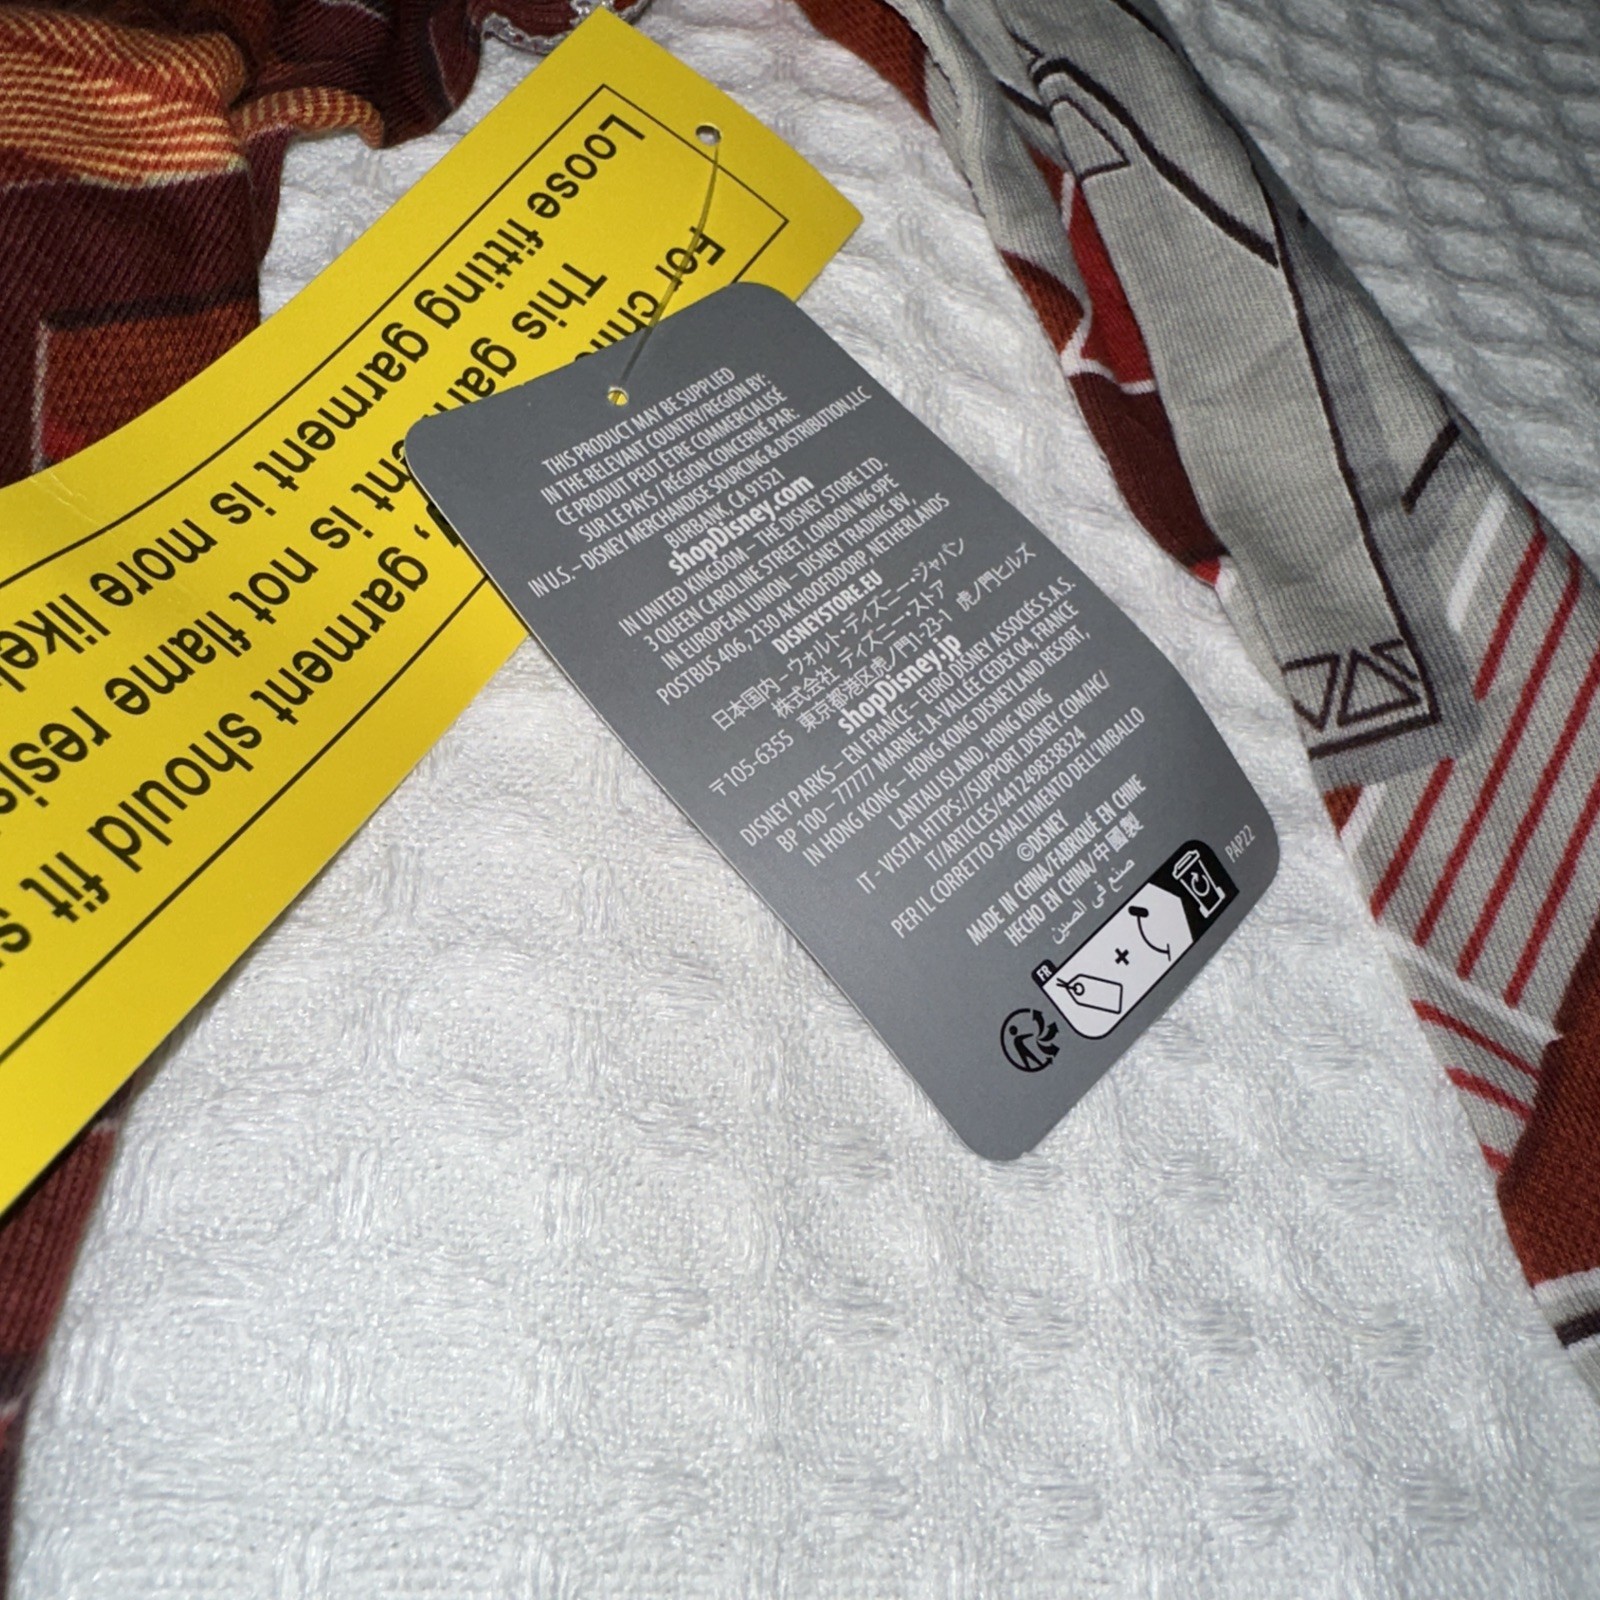 For chil
This gar ent is not flame resis
Loose fitting garment is more likel
garment should fit s
THIS PRODUCT MAY BE SUPPLIED
IN THE RELEVANT COUNTRY/REGION BY:
CE PRODUIT PEUT ÊTRE COMMERCIALISÉ
SUR LE PAYS / RÉGION CONCERNÉ PAR:
IN U.S. – DISNEY MERCHANDISE SOURCING & DISTRIBUTION,LLC
BURBANK, CA 91521
shopDisney.com
IN UNITED KINGDOM – THE DISNEY STORE LTD.
3 QUEEN CAROLINE STREET, LONDON W6 9PE
IN EUROPEAN UNION – DISNEY TRADING BV,
POSTBUS 406, 2130 AK HOOFDDORP, NETHERLANDS
DISNEYSTORE.EU
日本国内 – ウォルト・ディズニー・ジャパン
株式会社 ディズニーストア
〒105-6355 東京都港区虎ノ門1-23-1 虎ノ門ヒルズ
shopDisney.jp
DISNEY PARKS – EN FRANCE – EURO DISNEY ASSOCIÉS S.A.S.
BP 100 – 77777 MARNE-LA-VALLÉE CEDEX 04, FRANCE
IN HONG KONG – HONG KONG DISNEYLAND RESORT,
LANTAU ISLAND, HONG KONG
IT - VISITA HTTPS://SUPPORT.DISNEY.COM/HC/
IT/ARTICLES/4412498338324
PER IL CORRETTO SMALTIMENTO DELL'IMBALLO
©DISNEY
MADE IN CHINA/FABRIQUÉ EN CHINE
HECHO EN CHINA/中國製
صنع في الصين
FR
+
PAP22